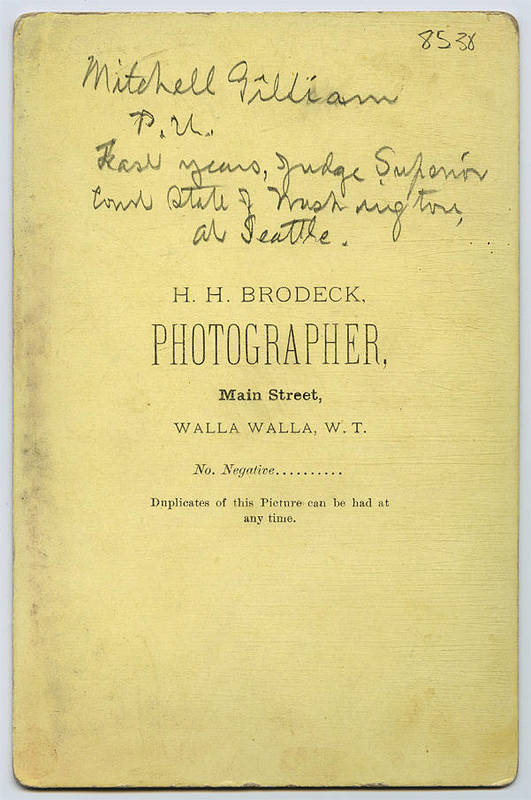 8538
Mitchell Gilliam
P.U.
years, Judge Superior
Court State of Washington,
at Seattle.
H. H. BRODECK,
PHOTOGRAPHER,
Main Street,
WALLA WALLA, W. T.
No. Negative..........
Duplicates of this Picture can be had at
any time.